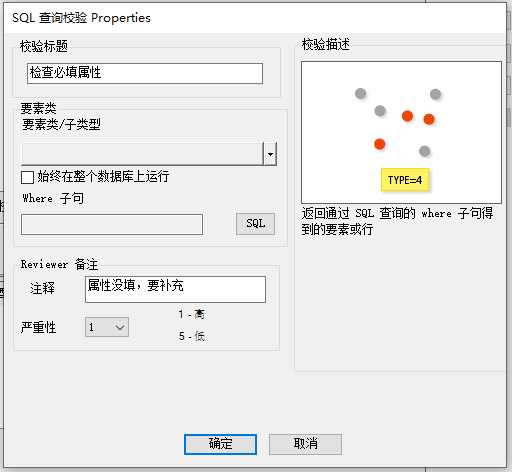 SQL 查询校验 Properties
校验标题
检查必填属性
要素类
要素类/子类型
始终在整个数据库上运行
Where 子句
SQL
Reviewer 备注
注释
属性没填，要补充
严重性
1
1 - 高
5 - 低
校验描述
TYPE=4
返回通过 SQL 查询的 where 子句得
到的要素或行
确定
取消